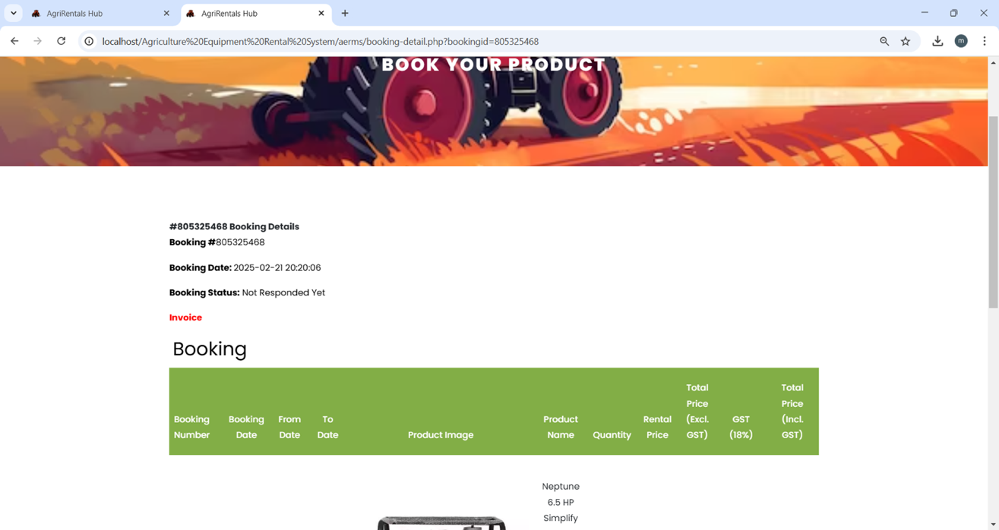 AgriRentals Hub
AgriRentals Hub
localhost/Agriculture%20Equipment%20Rental%20System/aerms/booking-detail.php?bookingid=805325468
m
BOOK YOUR PRODUCT
#805325468 Booking Details
Booking #805325468
Booking Date: 2025-02-21 20:20:06
Booking Status: Not Responded Yet
Invoice
Booking
Booking Number
Booking Date
From Date
To Date
Product Image
Product Name
Quantity
Rental Price
Total Price (Excl. GST)
GST (18%)
Total Price (Incl. GST)
Neptune
6.5 HP
Simplify